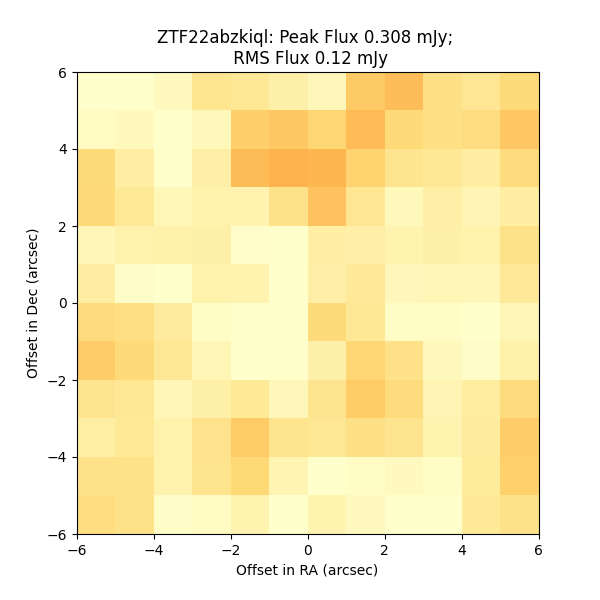 ZTF22abzkiql: Peak Flux 0.308 mJy;
RMS Flux 0.12 mJy
6
4
2
0
−2
−4
−6
Offset in Dec (arcsec)
−6 −4 −2 0 2 4 6
Offset in RA (arcsec)